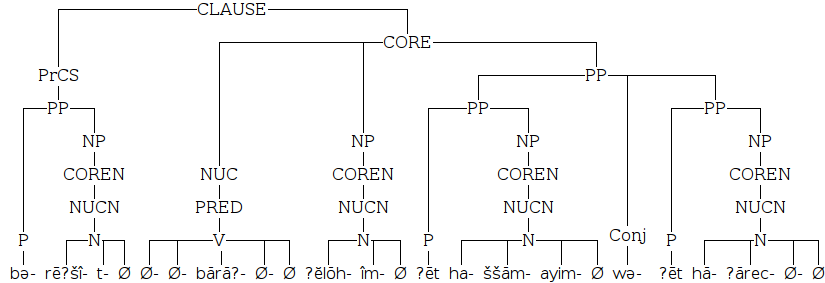 CLAUSE
CORE
PrCS PP
PP PP PP
NP NP NP NP
COREN NUC COREN COREN COREN
NUCN PRED NUCN NUCN NUCN
P N V N P N Conj P N
bə- rēʔšî- t- Ø Ø- Ø- bārāʔ- Ø- Ø ʔĕlōh- îm- Ø ʔēt ha- ššām- ayim- Ø wə- ʔēt hā- ʔārec- Ø- Ø